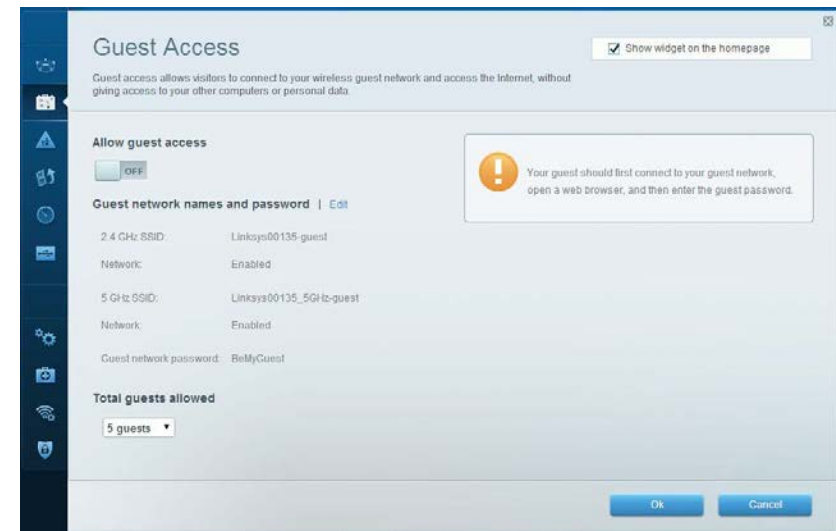 Guest Access
Show widget on the homepage
Guest access allows visitors to connect to your wireless guest network and access the Internet, without
giving access to your other computers or personal data.
Allow guest access
OFF
Your guest should first connect to your guest network,
open a web browser, and then enter the guest password.
Guest network names and password | Edit
2.4 GHz SSID: Linksys00135-guest
Network: Enabled
5 GHz SSID: Linksys00135_5GHz-guest
Network: Enabled
Guest network password: BeMyGuest
Total guests allowed
5 guests
Ok Cancel